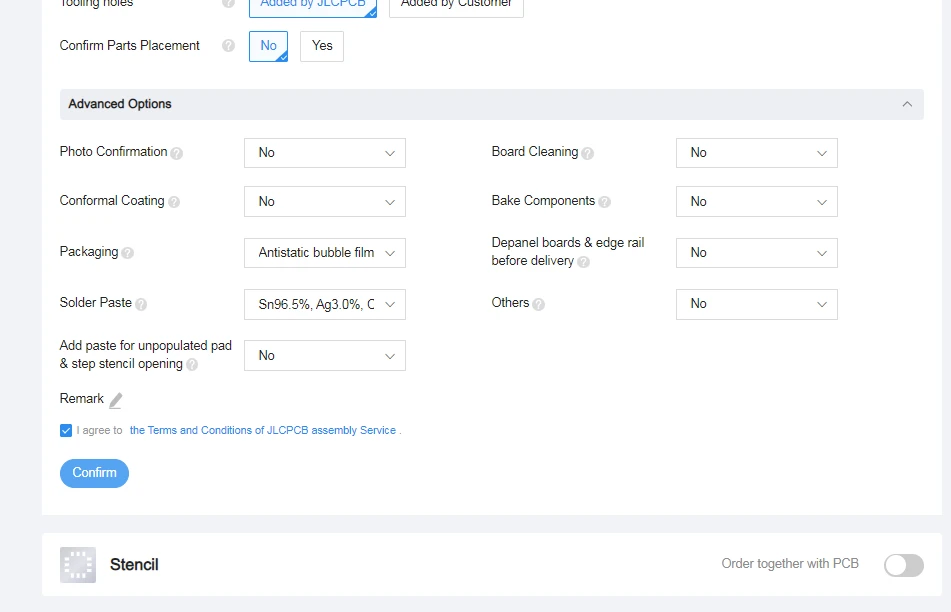 Tooling holes ? Added by JLCPCB Added by Customer
Confirm Parts Placement ? No Yes
Advanced Options
Photo Confirmation ? No Board Cleaning ? No
Conformal Coating ? No Bake Components ? No
Packaging ? Antistatic bubble film Depanel boards & edge rail
before delivery ? No
Solder Paste ? Sn96.5%, Ag3.0%, C Others ? No
Add paste for unpopulated pad
& step stencil opening ? No
Remark
I agree to the Terms and Conditions of JLCPCB assembly Service .
Confirm
Stencil Order together with PCB